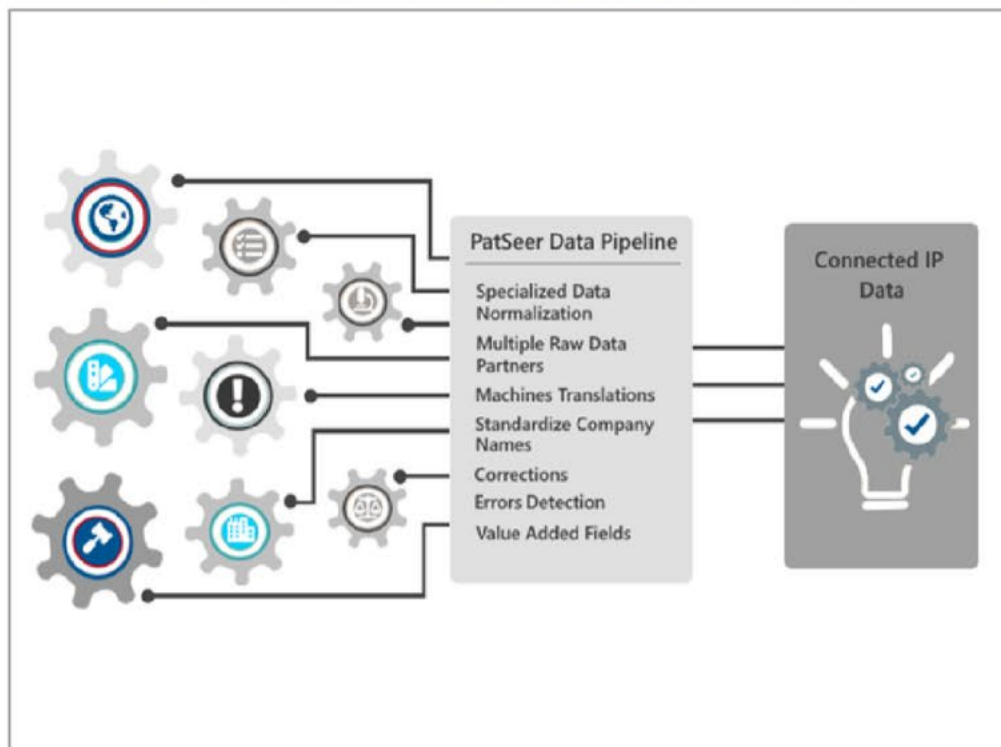 PatSeer Data Pipeline
Specialized Data
Normalization
Multiple Raw Data
Partners
Machines Translations
Standardize Company
Names
Corrections
Errors Detection
Value Added Fields
Connected IP
Data